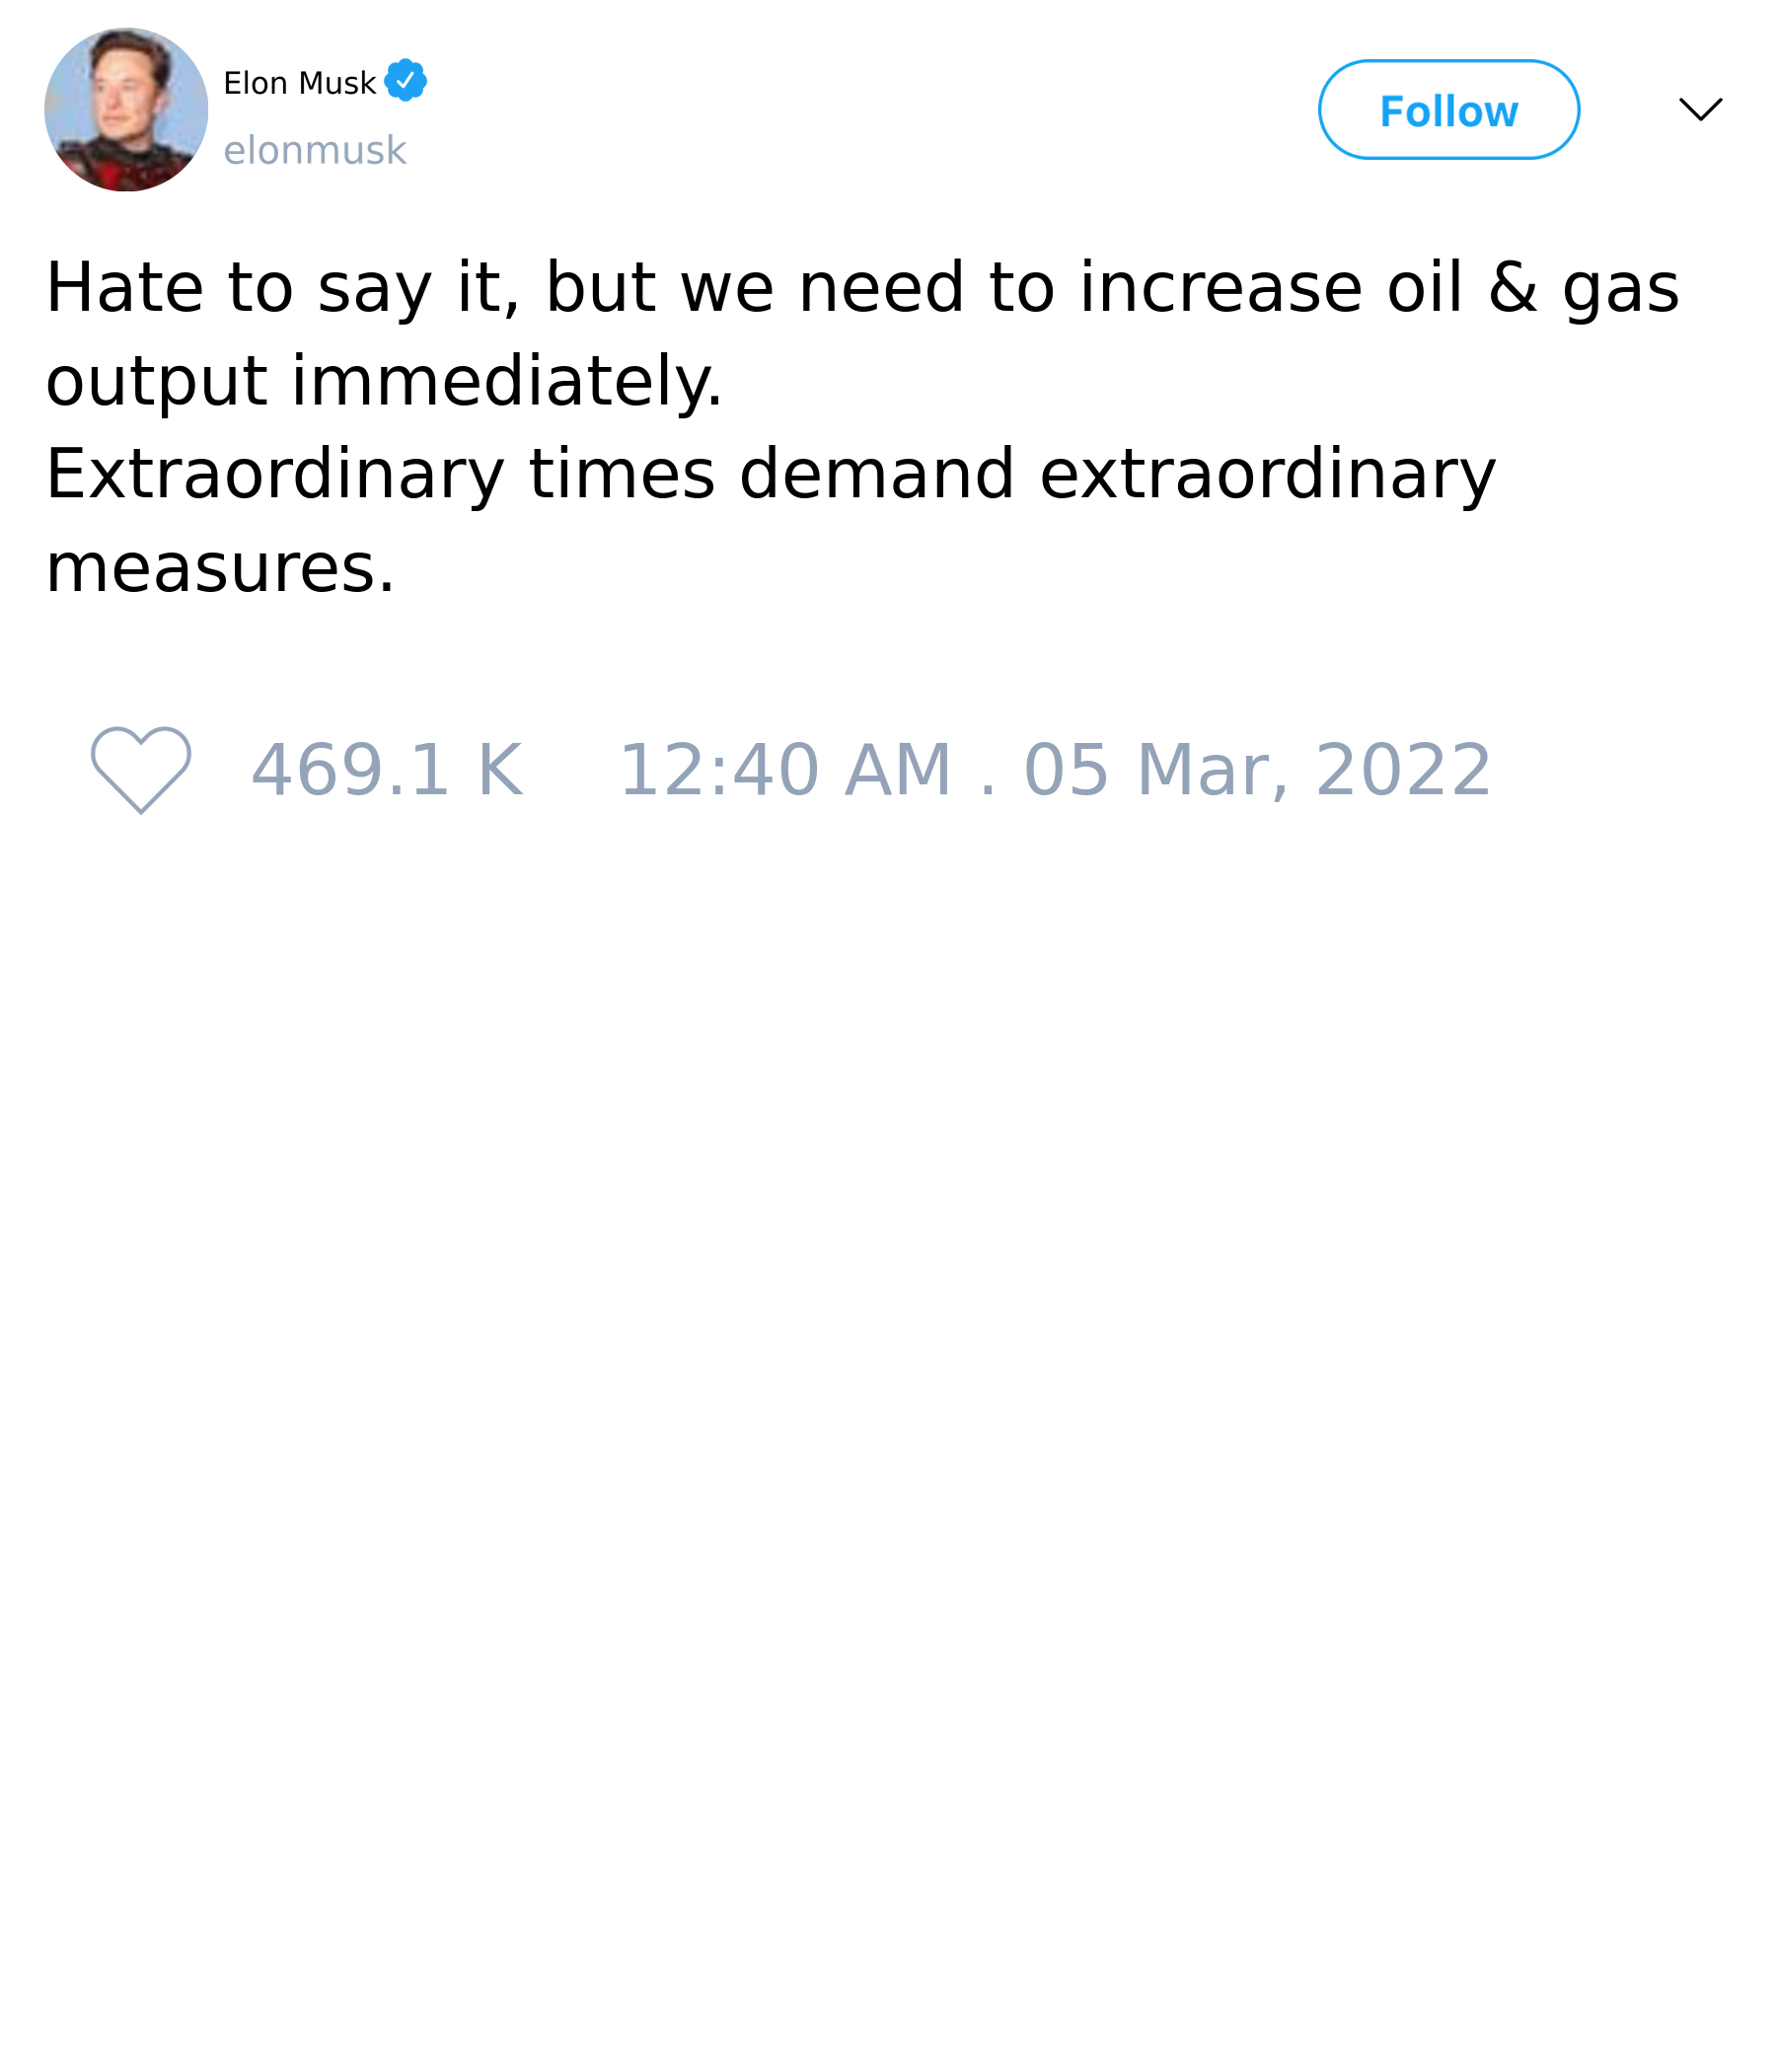 Elon Musk
elonmusk
Follow
Hate to say it, but we need to increase oil & gas
output immediately.
Extraordinary times demand extraordinary
measures.
469.1 K 12:40 AM . 05 Mar, 2022